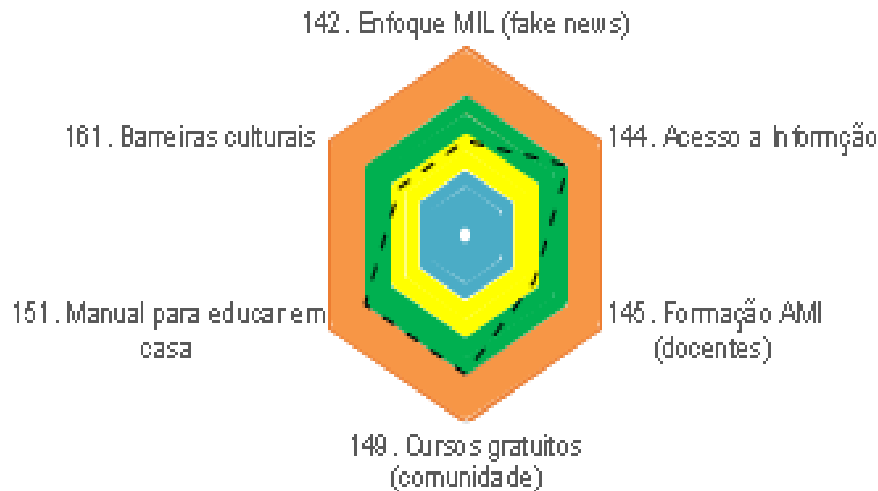 142. Enfoque MIL (fake news)
161. Barreiras culturais
144. Acesso a Informção
151. Manual para educar em
casa
145. Formação AMI
(docentes)
149. Cursos gratuitos
(comunidade)